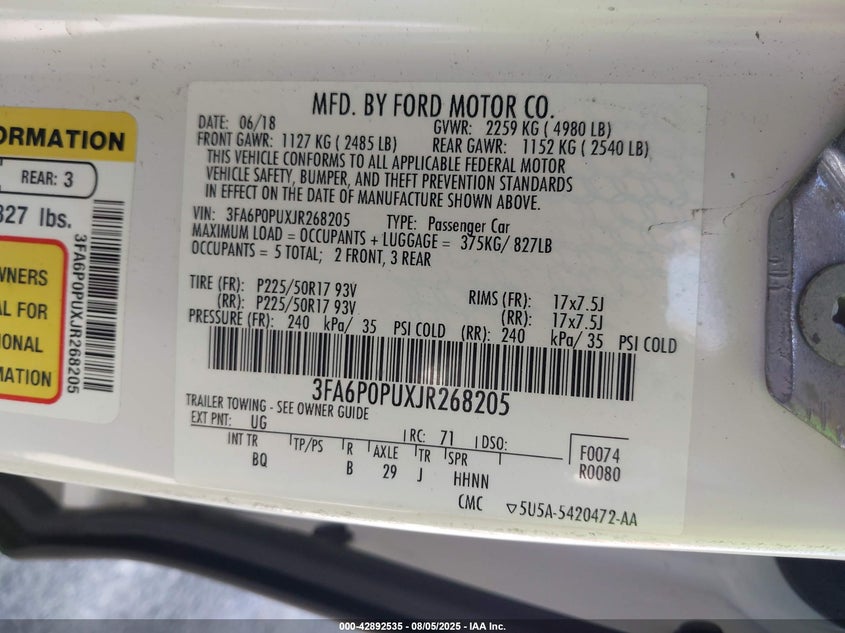 MFD. BY FORD MOTOR CO.
DATE: 06/18 GVWR: 2259 KG ( 4980 LB)
FRONT GAWR: 1127 KG ( 2485 LB) REAR GAWR: 1152 KG ( 2540 LB)
THIS VEHICLE CONFORMS TO ALL APPLICABLE FEDERAL MOTOR
VEHICLE SAFETY, BUMPER, AND THEFT PREVENTION STANDARDS
IN EFFECT ON THE DATE OF MANUFACTURE SHOWN ABOVE.
VIN: 3FA6P0PUXJR268205 TYPE: Passenger Car
MAXIMUM LOAD = OCCUPANTS + LUGGAGE = 375KG/ 827LB
OCCUPANTS = 5 TOTAL; 2 FRONT, 3 REAR
TIRE (FR): P225/50R17 93V RIMS (FR): 17x7.5J
(RR): P225/50R17 93V (RR): 17x7.5J
PRESSURE (FR): 240 kPa/ 35 PSI COLD (RR): 240 kPa/ 35 PSI COLD
3FA6P0PUXJR268205
TRAILER TOWING - SEE OWNER GUIDE
EXT PNT: UG RC: 71 DSO: F0074
INT TR TP/PS R AXLE TR SPR R0080
BQ B 29 J HHNN
CMC 5U5A-5420472-AA
ORMATION
REAR: 3
827 lbs.
WNERS
AL FOR
IONAL
MATION
3FA6P0PUXJR268205
000-42892535 - 08/05/2025 - IAA Inc.